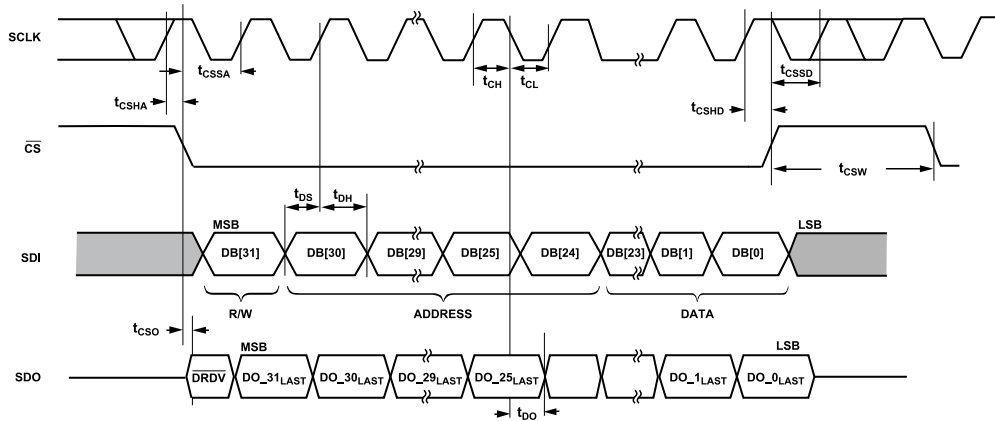 SCLK
tCSSA
tCH
tCL
tCSSD
tCSHA
tCSHD
CS
tCSW
tDS
tDH
MSB
LSB
SDI
DB[31]
DB[30]
DB[29]
DB[25]
DB[24]
DB[23]
DB[1]
DB[0]
R/W
ADDRESS
DATA
tCSO
MSB
LSB
SDO
DRDV
DO_31LAST
DO_30LAST
DO_29LAST
DO_25LAST
DO_1LAST
DO_0LAST
tDO